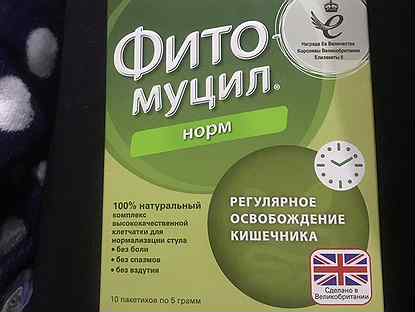 Награда Её Величества
Королевы Великобритании
Елизаветы II
ФИТО-
МУЦИЛ®
норм
100% натуральный
комплекс
высококачественной
клетчатки для
нормализации стула
• без боли
• без спазмов
• без вздутия
РЕГУЛЯРНОЕ
ОСВОБОЖДЕНИЕ
КИШЕЧНИКА
10 пакетиков по 5 грамм
Сделано в
Великобритании